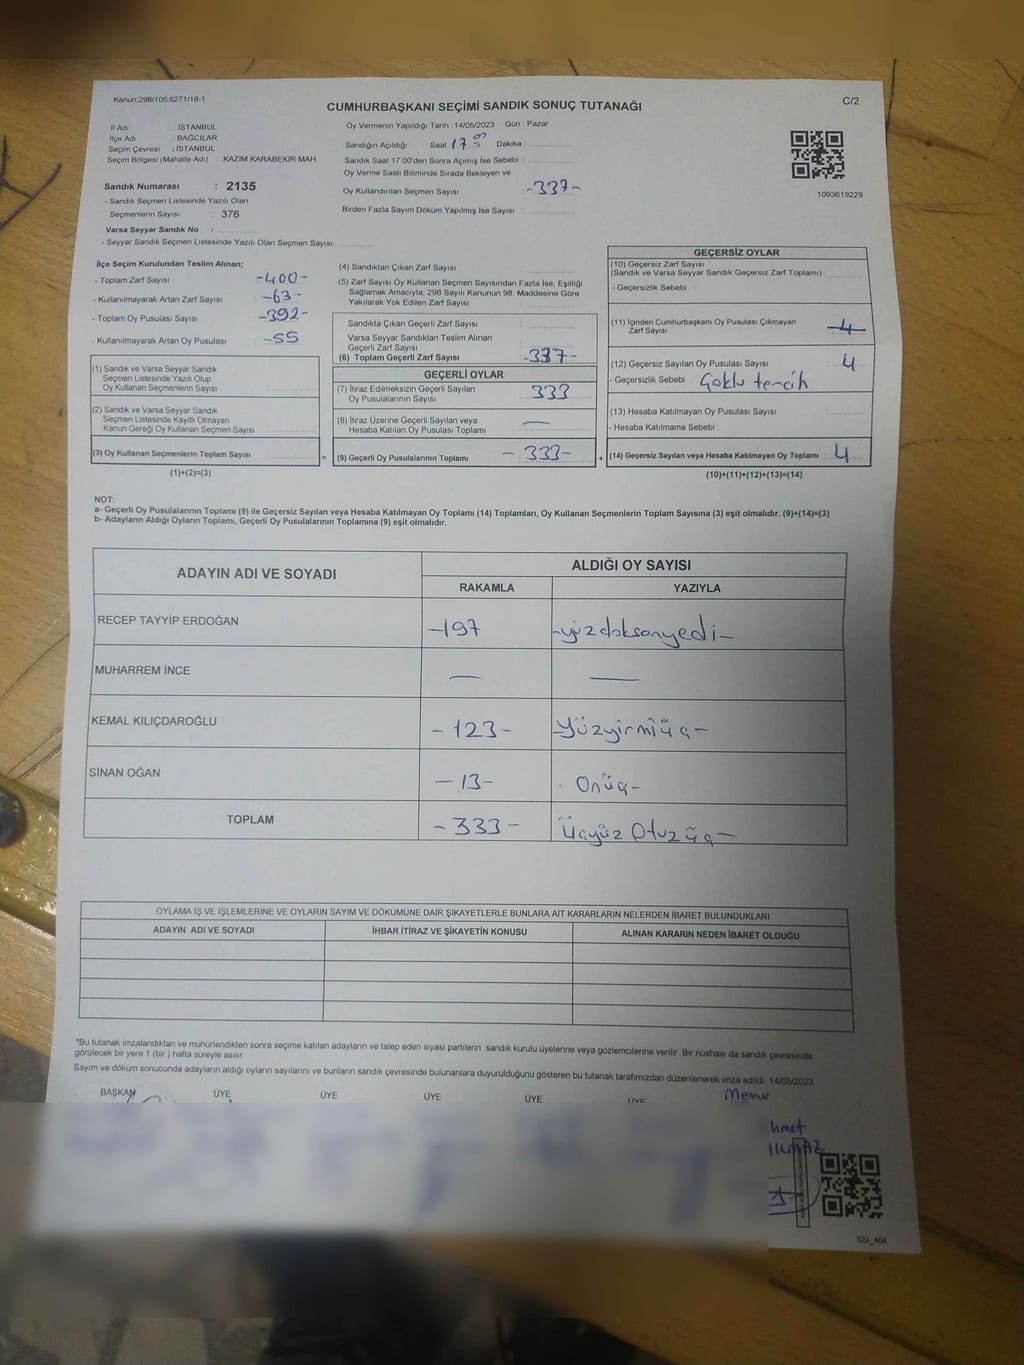 Kanun:298/105;6271/16-1
CUMHURBAŞKANI SEÇİMİ SANDIK SONUÇ TUTANAĞI
C/2
İl Adı : İSTANBUL
İlçe Adı : BAĞCILAR
Seçim Çevresi : İSTANBUL
Seçim Bölgesi (Mahalle Adı) KAZIM KARABEKİR MAH.
Sandık Numarası : 2135
- Sandık Seçmen Listesinde Yazılı Olan
Seçmenlerin Sayısı : 376
Varsa Seyyar Sandık No :
- Seyyar Sandık Seçmen Listesinde Yazılı Olan Seçmen Sayısı:
Oy Vermenin Yapıldığı Tarih : 14/05/2023 Gün : Pazar
Sandığın Açıldığı Saat 17:00 Dakika
Sandık Saat 17:00'den Sonra Açımış İse Sebebi :
Oy Verme Saati Bitiminde Sırada Bekleyen ve
Oy Kullandırılan Seçmen Sayısı : -337-
Birden Fazla Sayım Döküm Yapılmış İse Sayısı :
1093619229
İlçe Seçim Kurulundan Teslim Alınan;
- Toplam Zarf Sayısı -400-
- Kullanılmayarak Artan Zarf Sayısı -63-
- Toplam Oy Pusulası Sayısı -392-
- Kullanılmayarak Artan Oy Pusulası -55
(1) Sandık ve Varsa Seyyar Sandık
Seçmen Listesinde Yazılı Olup
Oy Kullanan Seçmenlerin Sayısı :
(2) Sandık ve Varsa Seyyar Sandık
Seçmen Listesinde Kayıtlı Olmayan
Kanun Gereği Oy Kullanan Seçmen Sayısı :
(3) Oy Kullanan Seçmenlerin Toplam Sayısı
(1)+(2)=(3)
=
(4) Sandıktan Çıkan Zarf Sayısı :
(5) Zarf Sayısı Oy Kullanan Seçmen Sayısından Fazla İse, Eşitliği
Sağlamak Amacıyla; 298 Sayılı Kanunun 98. Maddesine Göre
Yakılarak Yok Edilen Zarf Sayısı :
Sandıkta Çıkan Geçerli Zarf Sayısı :
Varsa Seyyar Sandıktan Teslim Alınan
Geçerli Zarf Sayısı :
(6) Toplam Geçerli Zarf Sayısı : -337-
GEÇERLİ OYLAR
(7) İtiraz Edilmeksizin Geçerli Sayılan
Oy Pusulalarının Sayısı : 333
(8) İtiraz Üzerine Geçerli Sayılan veya
Hesaba Katılan Oy Pusulası Toplamı : —
(9) Geçerli Oy Pusulalarının Toplamı - 333-
+
GEÇERSİZ OYLAR
(10) Geçersiz Zarf Sayısı
(Sandık ve Varsa Seyyar Sandık Geçersiz Zarf Toplamı) :
- Geçersizlik Sebebi :
(11) İçinden Cumhurbaşkanı Oy Pusulası Çıkmayan
Zarf Sayısı : 4
(12) Geçersiz Sayılan Oy Pusulası Sayısı : 4
- Geçersizlik Sebebi : Çoklu tercih
(13) Hesaba Katılmayan Oy Pusulası Sayısı :
- Hesaba Katılmama Sebebi :
(14) Geçersiz Sayılan veya Hesaba Katılmayan Oy Toplamı : 4
(10)+(11)+(12)+(13)=(14)
NOT:
a- Geçerli Oy Pusulalarının Toplamı (9) ile Geçersiz Sayılan veya Hesaba Katılmayan Oy Toplamı (14) Toplamları, Oy Kullanan Seçmenlerin Toplam Sayısına (3) eşit olmalıdır. (9)+(14)=(3)
b- Adayların Aldığı Oyların Toplamı, Geçerli Oy Pusulalarının Toplamına (9) eşit olmalıdır.
ADAYIN ADI VE SOYADI
ALDIĞI OY SAYISI
RAKAMLA YAZIYLA
RECEP TAYYİP ERDOĞAN -197 -yüzdoksanyedi-
MUHARREM İNCE — —
KEMAL KILIÇDAROĞLU - 123 - -Yüzyirmiüç-
SİNAN OĞAN - 13 - Onüç-
TOPLAM - 333 - Üçyüz Otuzüç-
OYLAMA İŞ VE İŞLEMLERİNE VE OYLARIN SAYIM VE DÖKÜMÜNE DAİR ŞİKAYETLERLE BUNLARA AİT KARARLARIN NELERDEN İBARET BULUNDUKLARI
ADAYIN ADI VE SOYADI İHBAR İTİRAZ VE ŞİKAYETİN KONUSU ALINAN KARARIN NEDEN İBARET OLDUĞU
*Bu tutanak imzalandıktan ve mühürlendikten sonra seçime katılan adayların ve talep eden siyasi partilerin sandık kurulu üyelerine veya gözlemcilerine verilir. Bir nüshası da sandık çevresinde
görülecek bir yere 1 (bir ) hafta süreyle asılır.
Sayım ve döküm sonucunda adayların aldığı oyların sayılarını ve bunların sandık çevresinde bulunanlara duyurulduğunu gösteren bu tutanak tarafımızdan düzenlenerek imza edildi. 14/05/2023
BAŞKAN ÜYE ÜYE ÜYE ÜYE ÜYE Memur
hmet
SSI_404